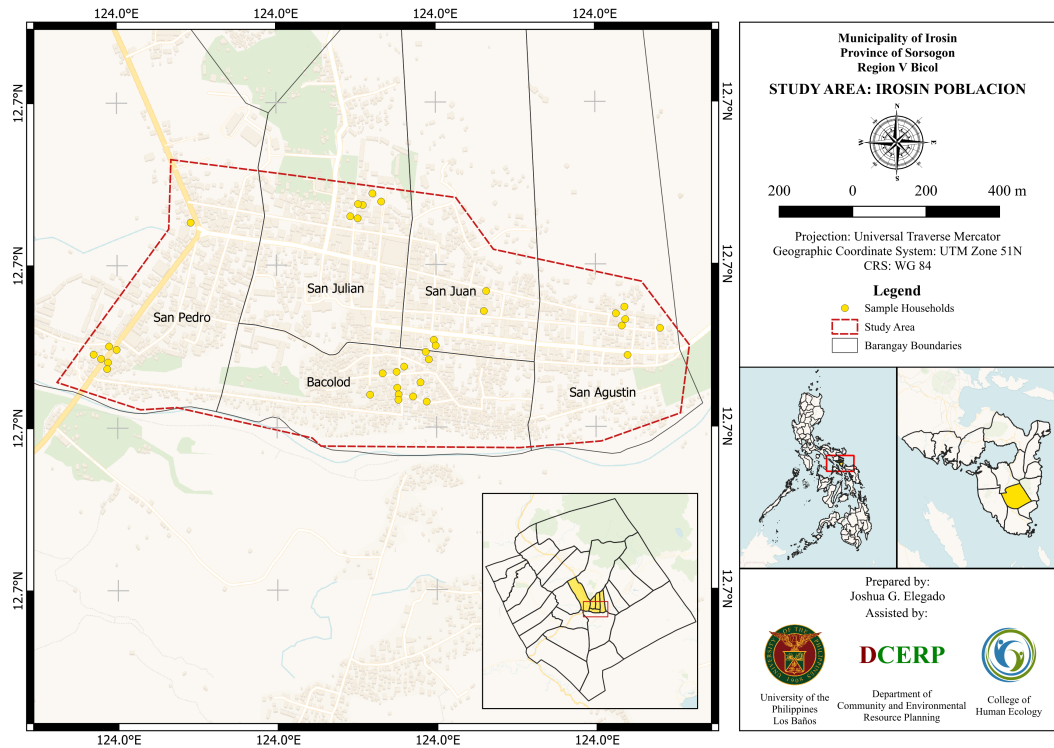 124.0°E 124.0°E 124.0°E 124.0°E
12.7°N 12.7°N
12.7°N 12.7°N
12.7°N 12.7°N
12.7°N 12.7°N
San Julian
San Juan
San Pedro
Bacolod
San Agustin
124.0°E 124.0°E 124.0°E 124.0°E
Municipality of Irosin
Province of Sorsogon
Region V Bicol
STUDY AREA: IROSIN POBLACION
N
W E
S
200 0 200 400 m
Projection: Universal Traverse Mercator
Geographic Coordinate System: UTM Zone 51N
CRS: WG 84
Legend
Sample Households
Study Area
Barangay Boundaries
Prepared by:
Joshua G. Elegado
Assisted by:
UNIVERSITY OF THE PHILIPPINES
1908
DCERP
University of the
Philippines
Los Baños
Department of
Community and Environmental
Resource Planning
College of
Human Ecology